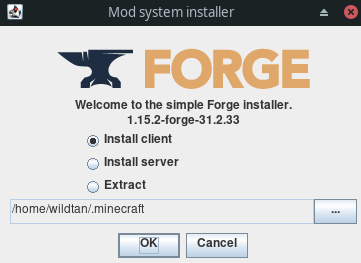 Mod system installer
FORGE
Welcome to the simple Forge installer.
1.15.2-forge-31.2.33
Install client
Install server
Extract
/home/wildtan/.minecraft
...
OK Cancel